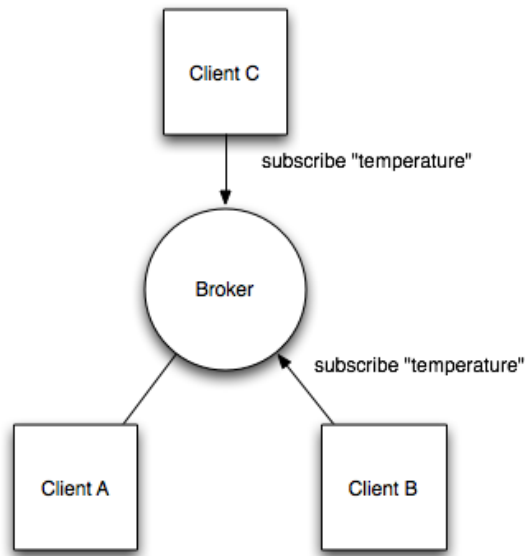 Client C
subscribe "temperature"
Broker
subscribe "temperature"
Client A
Client B